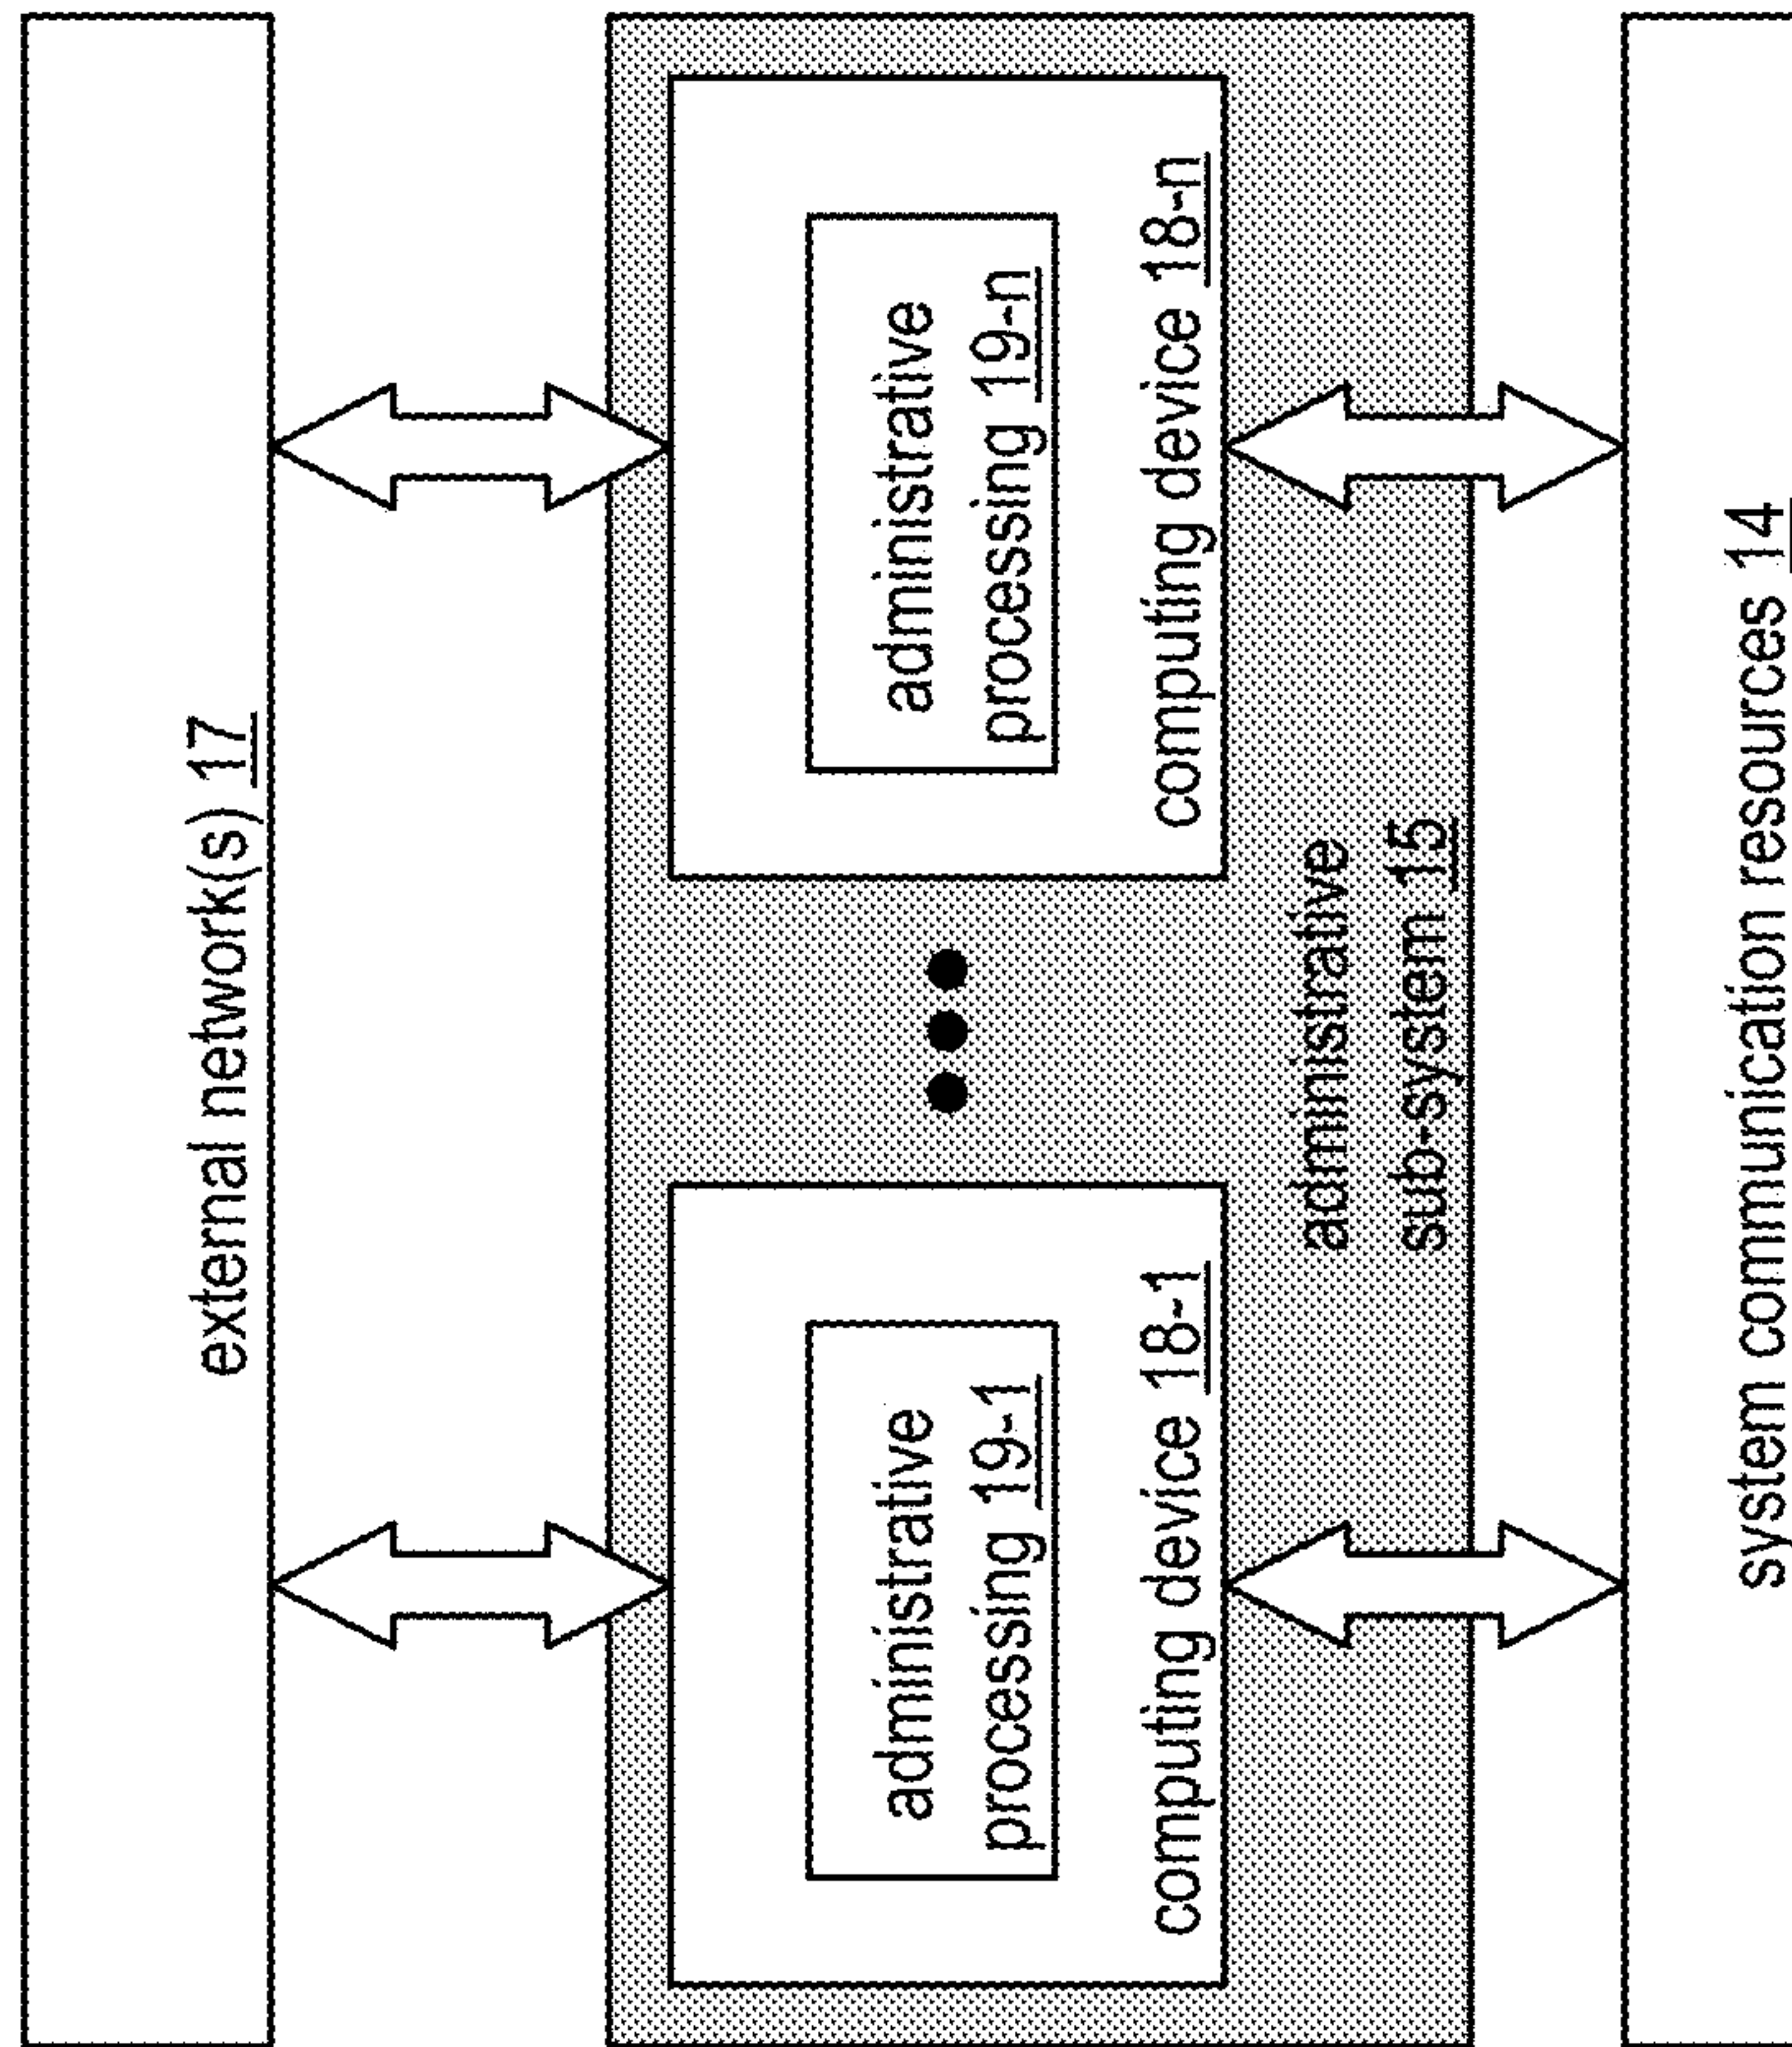 external network(s) 17
administrative
processing 19-1
computing device 18-1
administrative
processing 19-n
computing device 18-n
administrative
sub-system 15
system communication resources 14